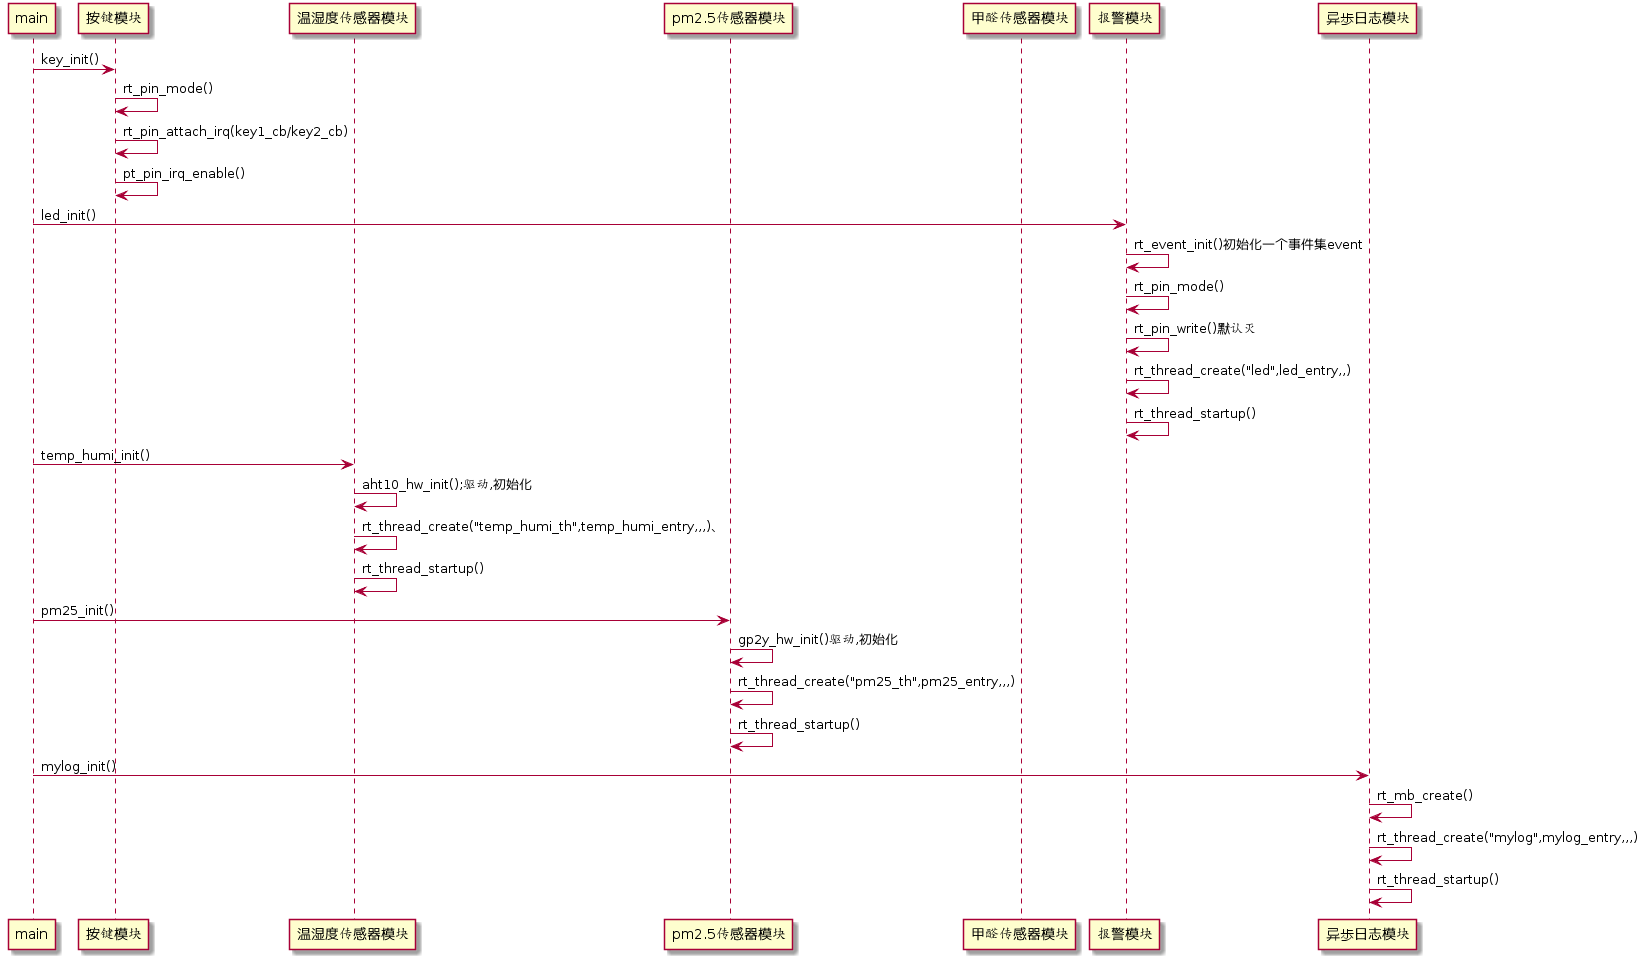 main
按键模块
温湿度传感器模块
pm2.5传感器模块
甲醛传感器模块
报警模块
异步日志模块
key_init()
rt_pin_mode()
rt_pin_attach_irq(key1_cb/key2_cb)
pt_pin_irq_enable()
led_init()
rt_event_init()初始化一个事件集event
rt_pin_mode()
rt_pin_write()默认灭
rt_thread_create("led",led_entry,,)
rt_thread_startup()
temp_humi_init()
aht10_hw_init();驱动,初始化
rt_thread_create("temp_humi_th",temp_humi_entry,,,)、
rt_thread_startup()
pm25_init()
gp2y_hw_init()驱动,初始化
rt_thread_create("pm25_th",pm25_entry,,,)
rt_thread_startup()
mylog_init()
rt_mb_create()
rt_thread_create("mylog",mylog_entry,,,)
rt_thread_startup()
main
按键模块
温湿度传感器模块
pm2.5传感器模块
甲醛传感器模块
报警模块
异步日志模块